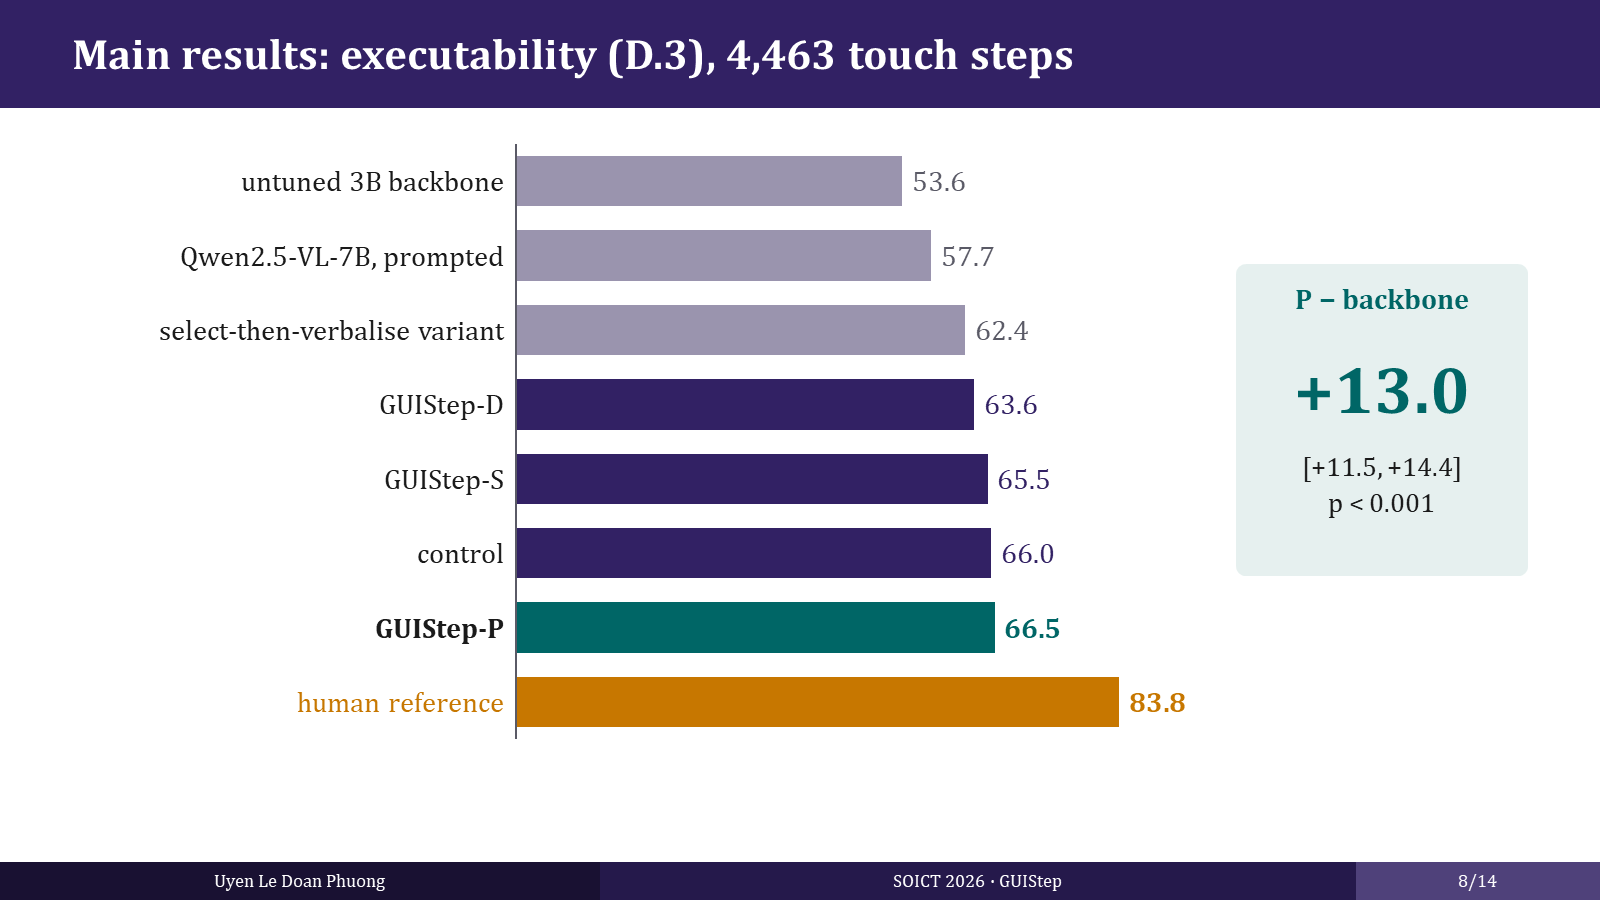 Main results: executability (D.3), 4,463 touch steps
untuned 3B backbone 53.6
Qwen2.5-VL-7B, prompted 57.7
select-then-verbalise variant 62.4
GUIStep-D 63.6
GUIStep-S 65.5
control 66.0
GUIStep-P 66.5
human reference 83.8
P − backbone
+13.0
[+11.5, +14.4]
p < 0.001
Uyen Le Doan Phuong
SOICT 2026 · GUIStep
8/14